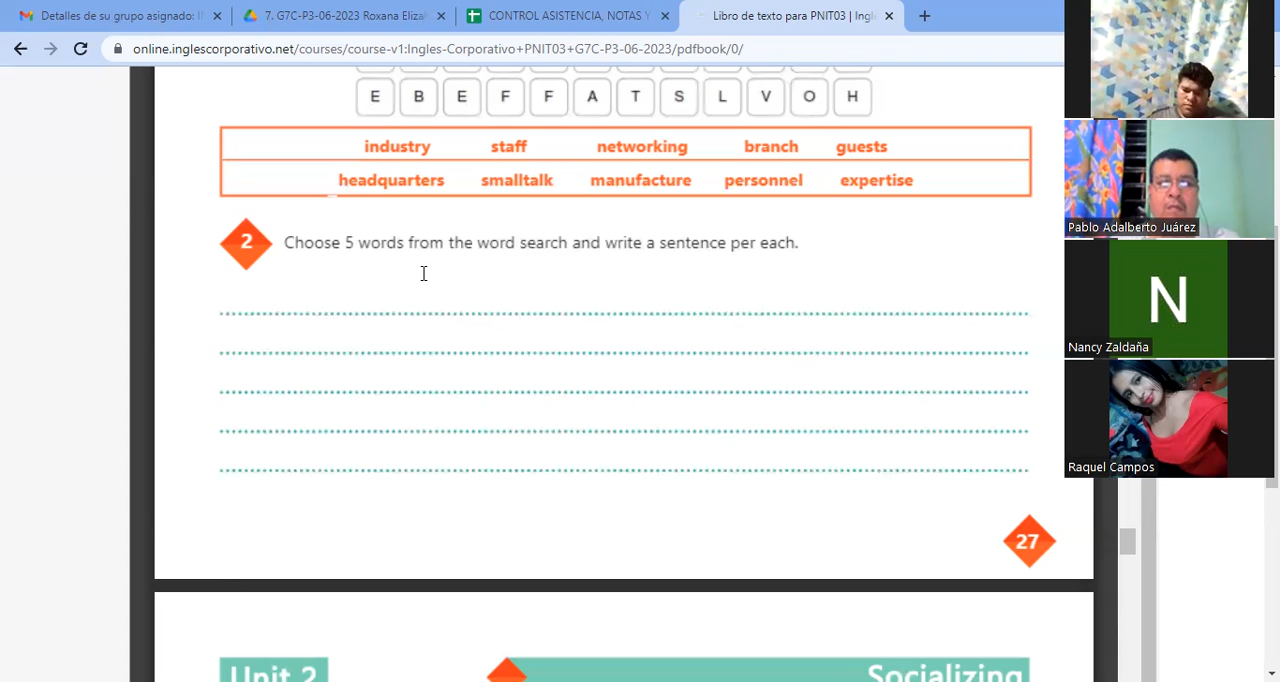 Detalles de su grupo asignado: I
7. G7C-P3-06-2023 Roxana Eliza
CONTROL ASISTENCIA, NOTAS Y
Libro de texto para PNIT03 | Ingl
online.inglescorporativo.net/courses/course-v1:Ingles-Corporativo+PNIT03+G7C-P3-06-2023/pdfbook/0/
E B E F F A T S L V O H
industry staff networking branch guests
headquarters smalltalk manufacture personnel expertise
2 Choose 5 words from the word search and write a sentence per each.
27
Unit 2 Socializing
Pablo Adalberto Juárez
N
Nancy Zaldaña
Raquel Campos